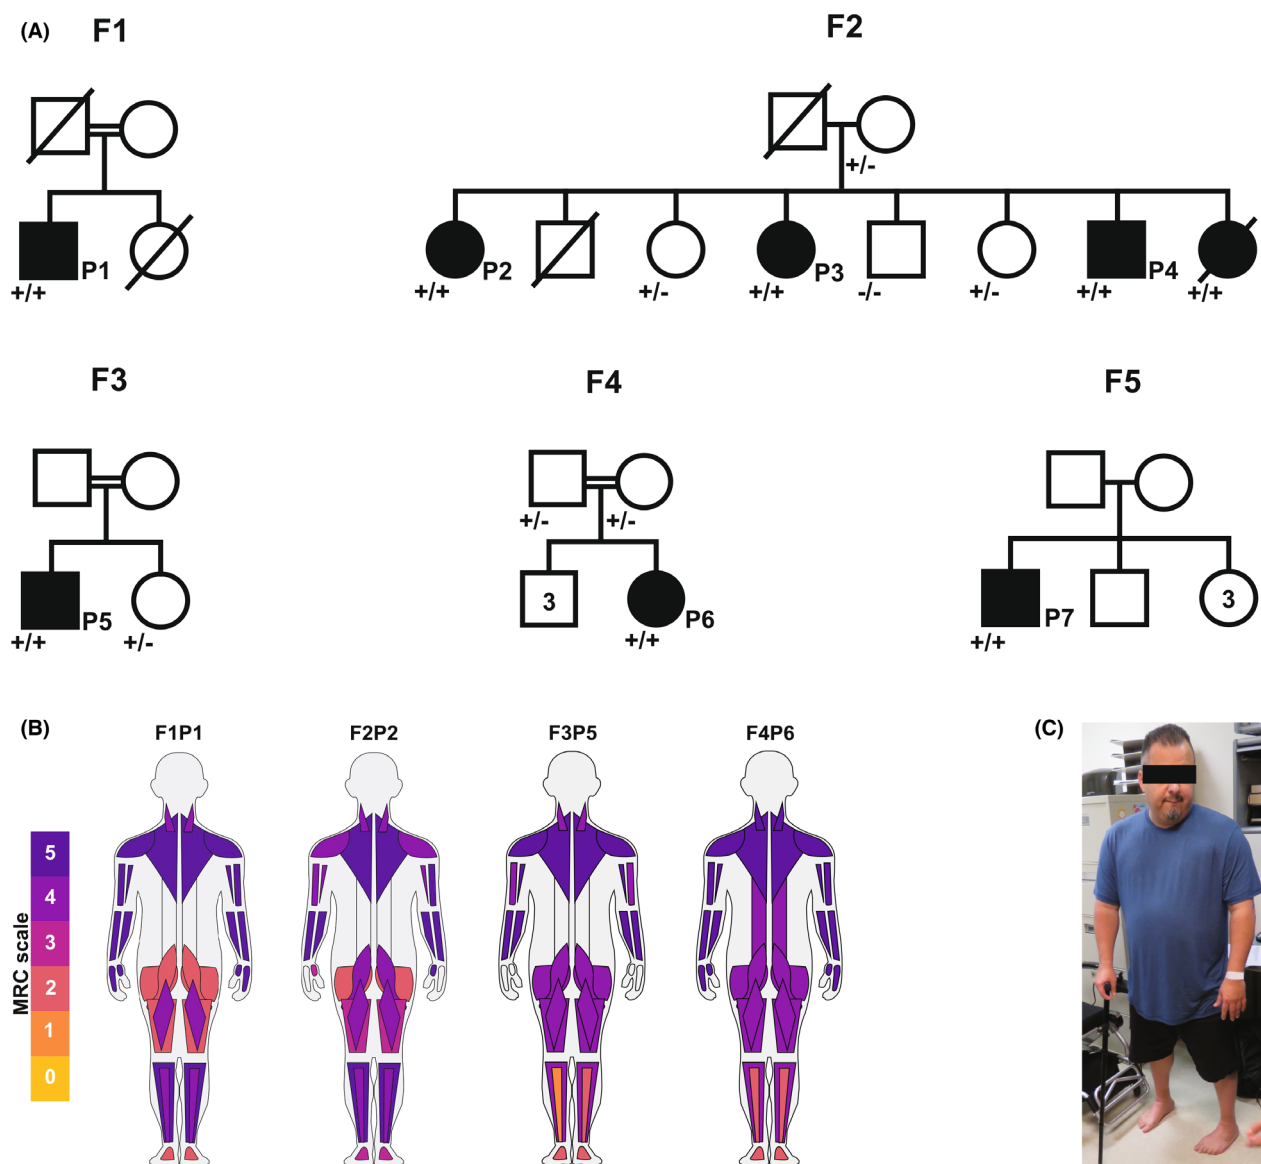 (A) F1 F2
+/-
P1 P2 P3 P4
+/+ +/+ +/- +/+ -/- +/- +/+ +/+
F3 F4 F5
+/- +/-
3 3
P5 P6 P7
+/+ +/- +/+ +/+
(B) F1P1 F2P2 F3P5 F4P6 (C)
MRC scale
5
4
3
2
1
0